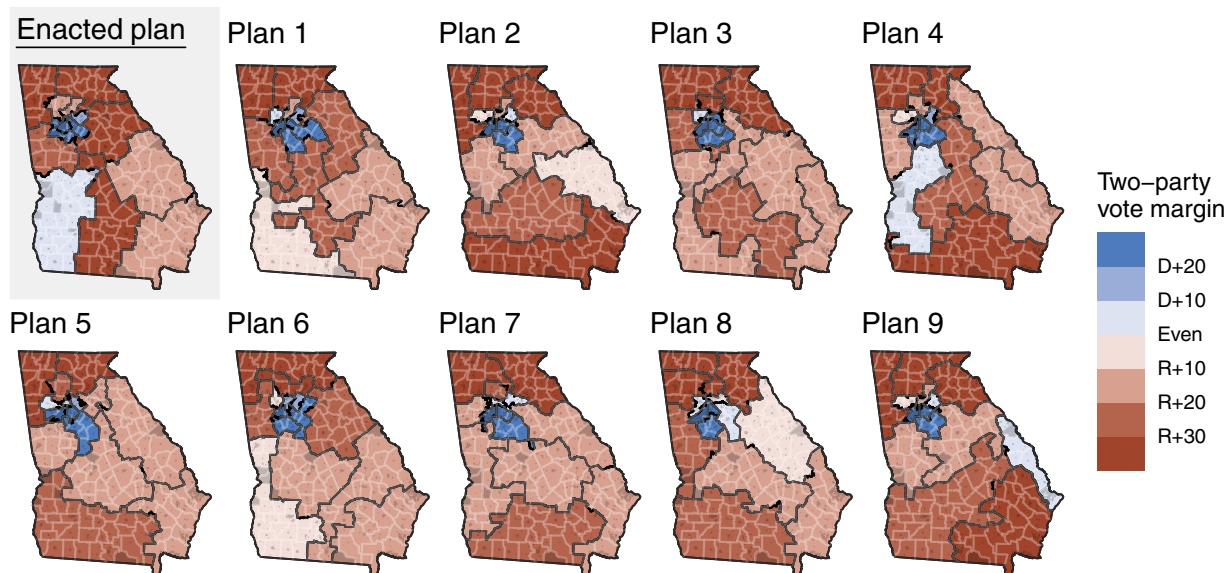 Enacted plan
Plan 1
Plan 2
Plan 3
Plan 4
Two−party
vote margin
D+20
D+10
Even
R+10
R+20
R+30
Plan 5
Plan 6
Plan 7
Plan 8
Plan 9